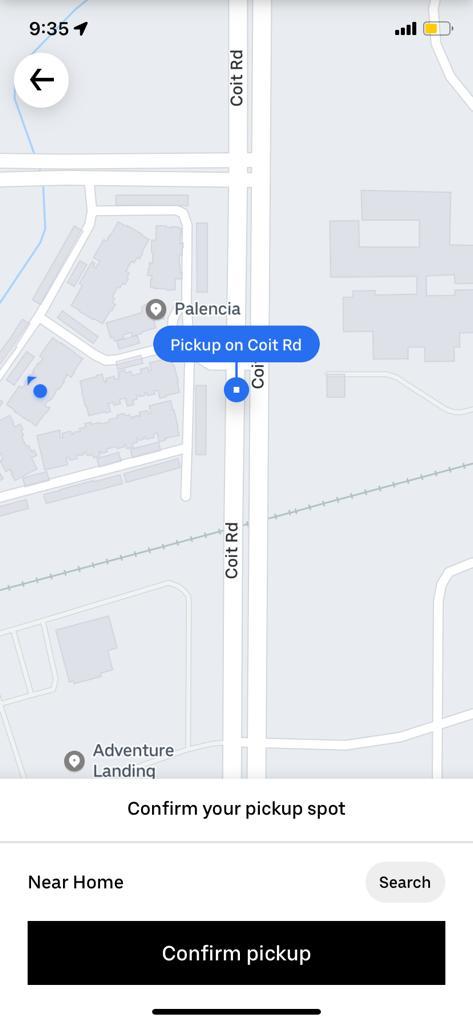 9:35
Coit Rd
Palencia
Pickup on Coit Rd
Coi
Coit Rd
Adventure
Landing
Confirm your pickup spot
Near Home
Search
Confirm pickup